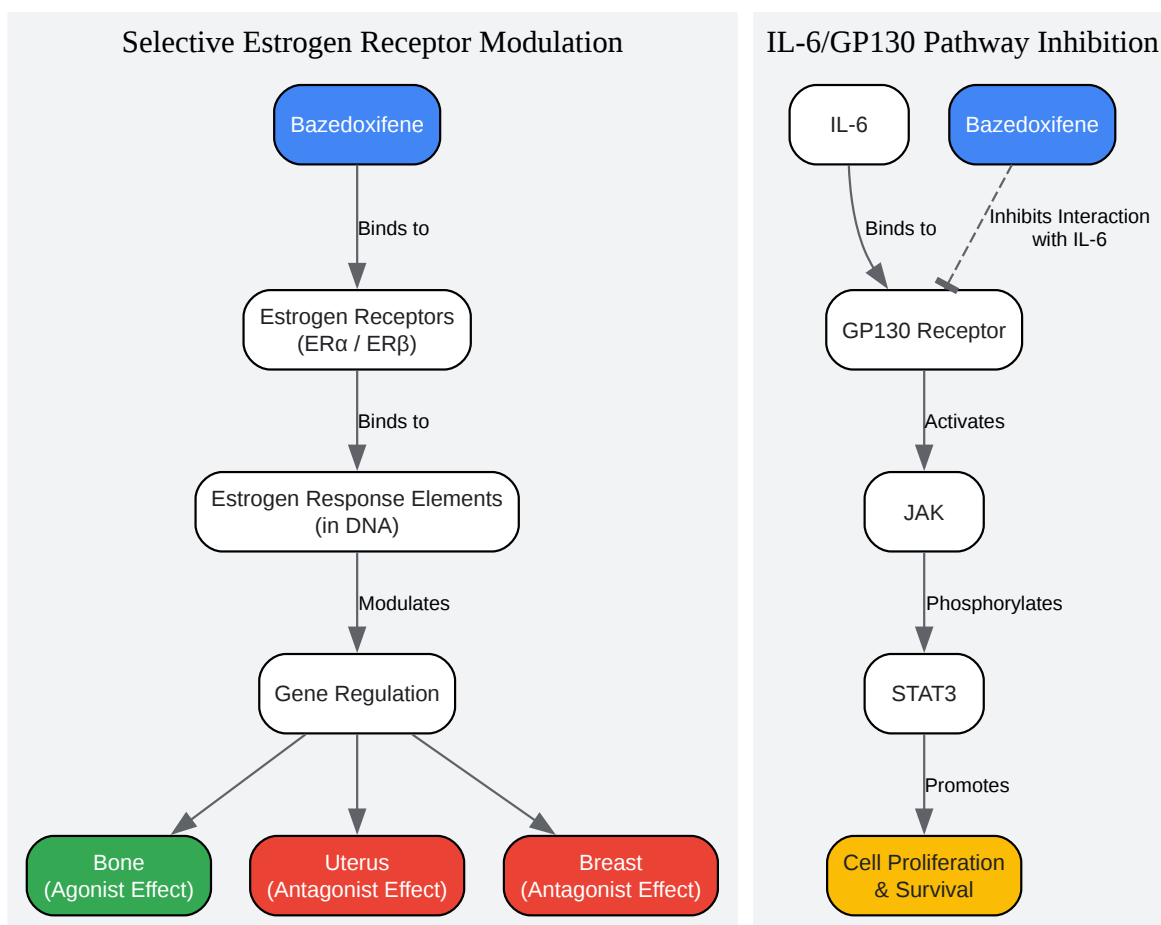 Selective Estrogen Receptor Modulation
Bazedoxifene
Binds to
Estrogen Receptors
(ERα / ERβ)
Binds to
Estrogen Response Elements
(in DNA)
Modulates
Gene Regulation
Bone
(Agonist Effect)
Uterus
(Antagonist Effect)
Breast
(Antagonist Effect)
IL-6/GP130 Pathway Inhibition
IL-6
Bazedoxifene
Binds to
Inhibits Interaction
with IL-6
GP130 Receptor
Activates
JAK
Phosphorylates
STAT3
Promotes
Cell Proliferation
& Survival